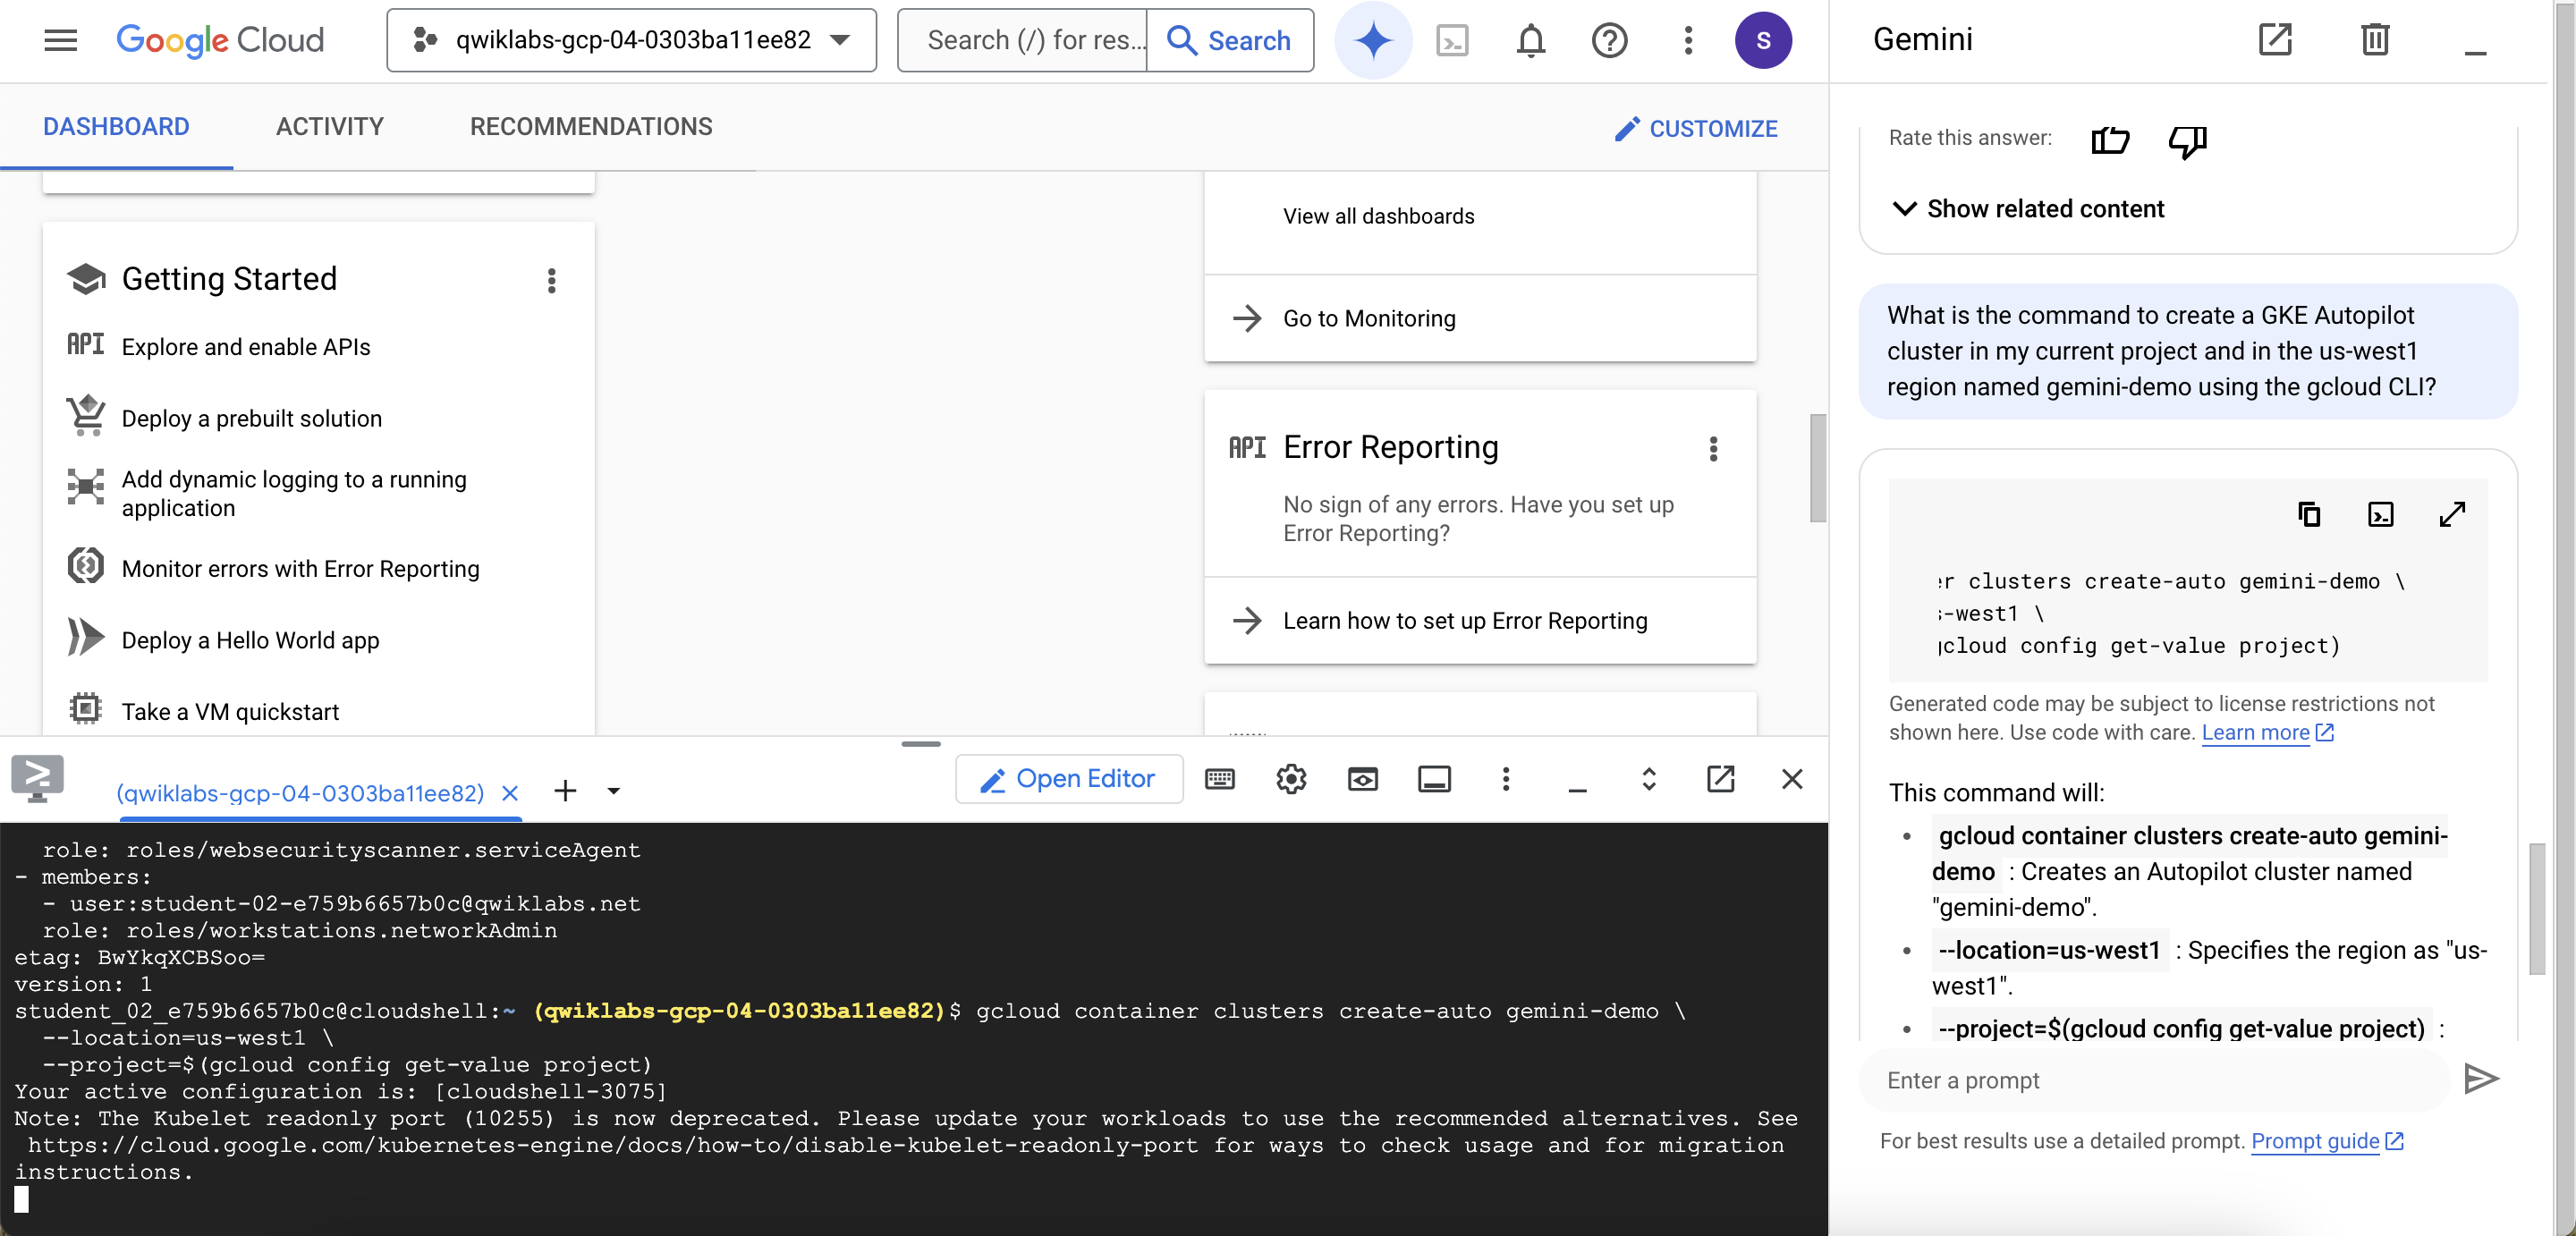 Google Cloud
qwiklabs-gcp-04-0303ba11ee82
Search (/) for res...
Search
S
DASHBOARD
ACTIVITY
RECOMMENDATIONS
CUSTOMIZE
Getting Started
API Explore and enable APIs
Deploy a prebuilt solution
Add dynamic logging to a running
application
Monitor errors with Error Reporting
Deploy a Hello World app
Take a VM quickstart
View all dashboards
Go to Monitoring
API Error Reporting
No sign of any errors. Have you set up
Error Reporting?
Learn how to set up Error Reporting
(qwiklabs-gcp-04-0303ba11ee82)
Open Editor
role: roles/websecurityscanner.serviceAgent
- members:
- user:student-02-e759b6657b0c@qwiklabs.net
role: roles/workstations.networkAdmin
etag: BwYkqXCBSoo=
version: 1
student_02_e759b6657b0c@cloudshell:~ (qwiklabs-gcp-04-0303ba11ee82)$ gcloud container clusters create-auto gemini-demo \
--location=us-west1 \
--project=$(gcloud config get-value project)
Your active configuration is: [cloudshell-3075]
Note: The Kubelet readonly port (10255) is now deprecated. Please update your workloads to use the recommended alternatives. See
https://cloud.google.com/kubernetes-engine/docs/how-to/disable-kubelet-readonly-port for ways to check usage and for migration
instructions.
Gemini
Rate this answer:
Show related content
What is the command to create a GKE Autopilot
cluster in my current project and in the us-west1
region named gemini-demo using the gcloud CLI?
er clusters create-auto gemini-demo \
s-west1 \
gcloud config get-value project)
Generated code may be subject to license restrictions not
shown here. Use code with care. Learn more
This command will:
• gcloud container clusters create-auto gemini-
demo : Creates an Autopilot cluster named
"gemini-demo".
• --location=us-west1 : Specifies the region as "us-
west1".
• --project=$(gcloud config get-value project) :
Enter a prompt
For best results use a detailed prompt. Prompt guide